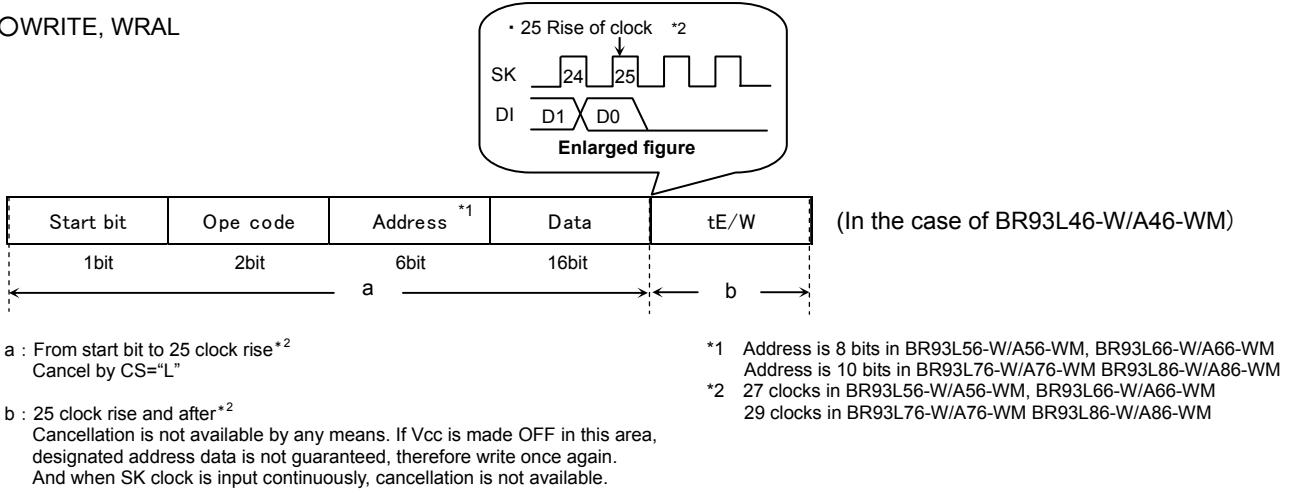 ○WRITE, WRAL
・25 Rise of clock *2
SK 24 25
DI D1 D0
Enlarged figure
Start bit Ope code Address *1 Data tE/W (In the case of BR93L46-W/A46-WM)
1bit 2bit 6bit 16bit
a b
a : From start bit to 25 clock rise*2
Cancel by CS=“L”
b : 25 clock rise and after*2
Cancellation is not available by any means. If Vcc is made OFF in this area,
designated address data is not guaranteed, therefore write once again.
And when SK clock is input continuously, cancellation is not available.
*1 Address is 8 bits in BR93L56-W/A56-WM, BR93L66-W/A66-WM
Address is 10 bits in BR93L76-W/A76-WM BR93L86-W/A86-WM
*2 27 clocks in BR93L56-W/A56-WM, BR93L66-W/A66-WM
29 clocks in BR93L76-W/A76-WM BR93L86-W/A86-WM